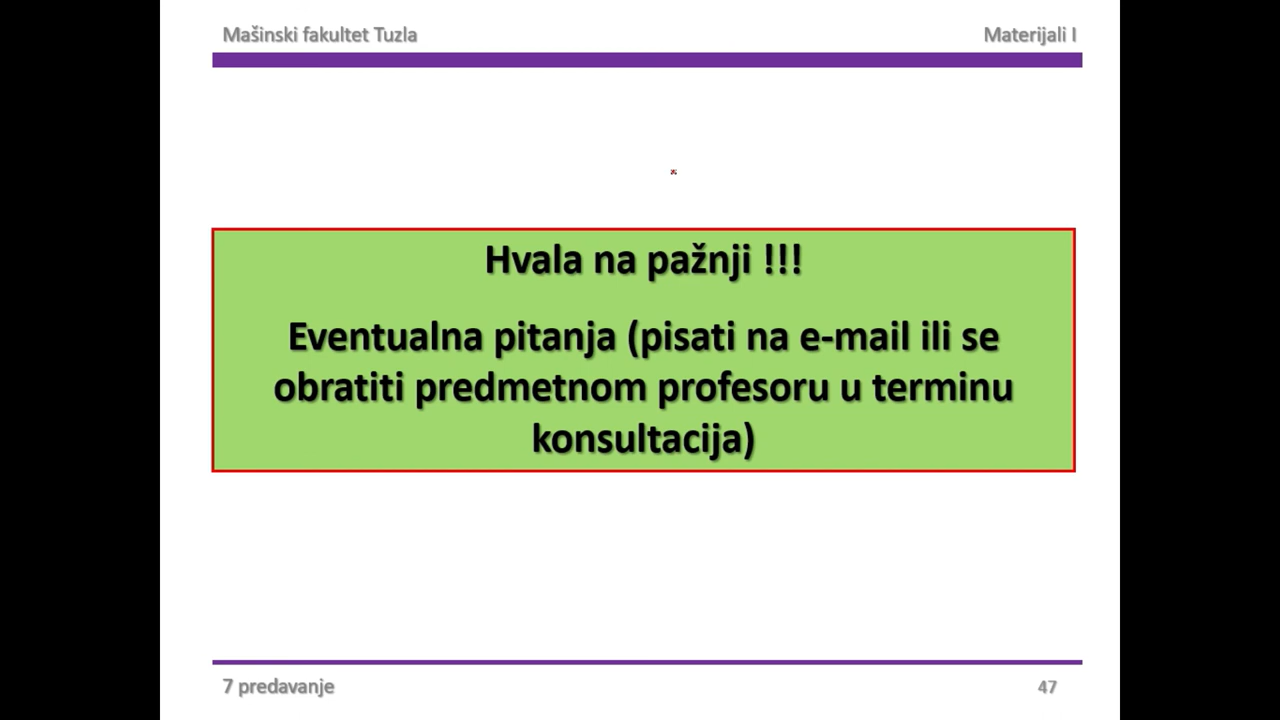 Mašinski fakultet Tuzla
Materijali I
Hvala na pažnji !!!
Eventualna pitanja (pisati na e-mail ili se
obratiti predmetnom profesoru u terminu
konsultacija)
7 predavanje
47